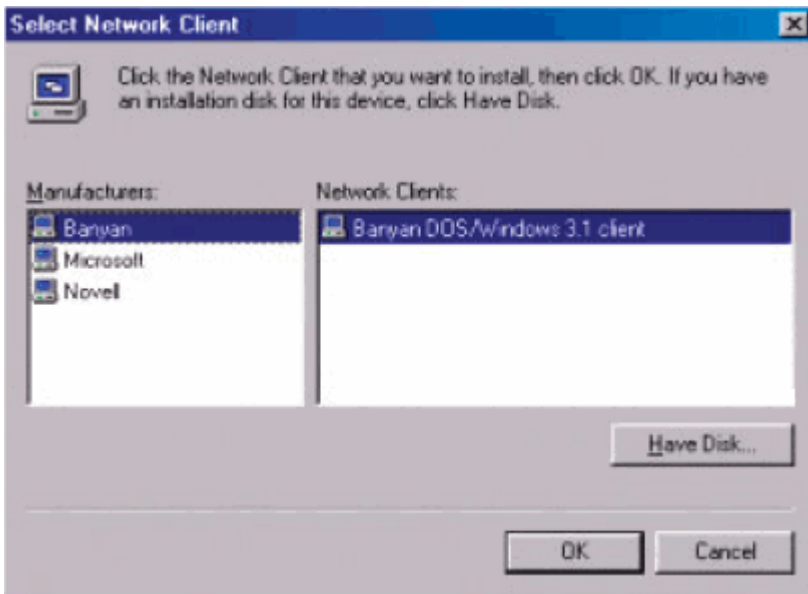 Select Network Client
Click the Network Client that you want to install, then click OK. If you have
an installation disk for this device, click Have Disk.
Manufacturers:
Banyan
Microsoft
Novell
Network Clients:
Banyan DOS/Windows 3.1 client
Have Disk...
OK
Cancel